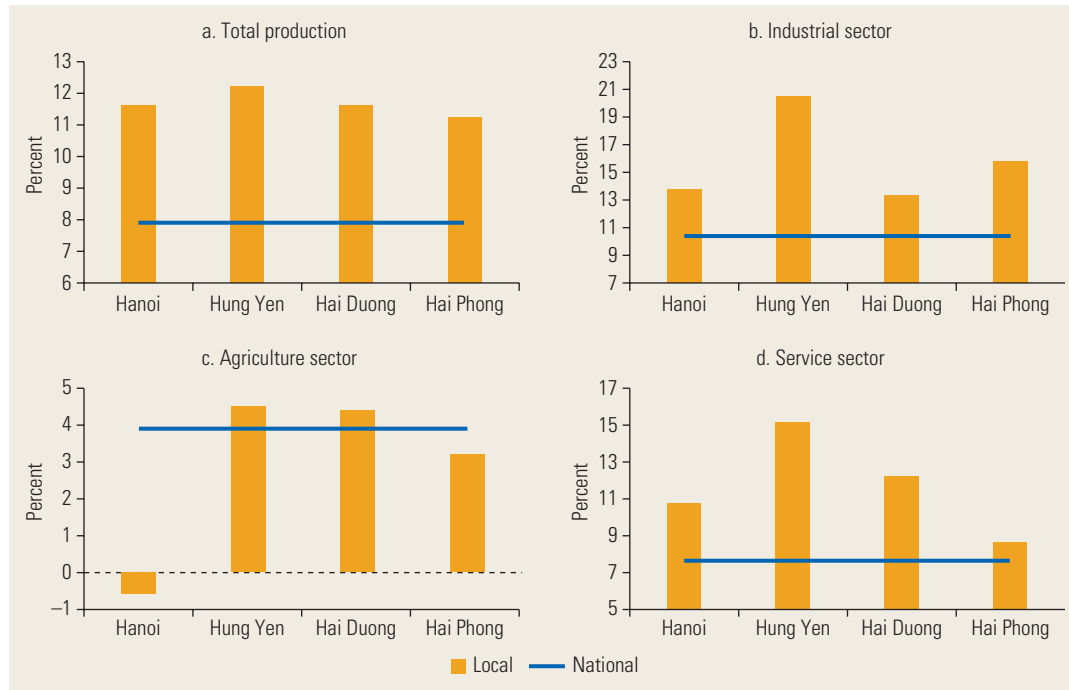 a. Total production
13
12
11
10
9
8
7
6
Percent
Hanoi Hung Yen Hai Duong Hai Phong
b. Industrial sector
23
21
19
17
15
13
11
9
7
Percent
Hanoi Hung Yen Hai Duong Hai Phong
c. Agriculture sector
5
4
3
2
1
0
–1
Percent
Hanoi Hung Yen Hai Duong Hai Phong
d. Service sector
17
15
13
11
9
7
5
Percent
Hanoi Hung Yen Hai Duong Hai Phong
Local National